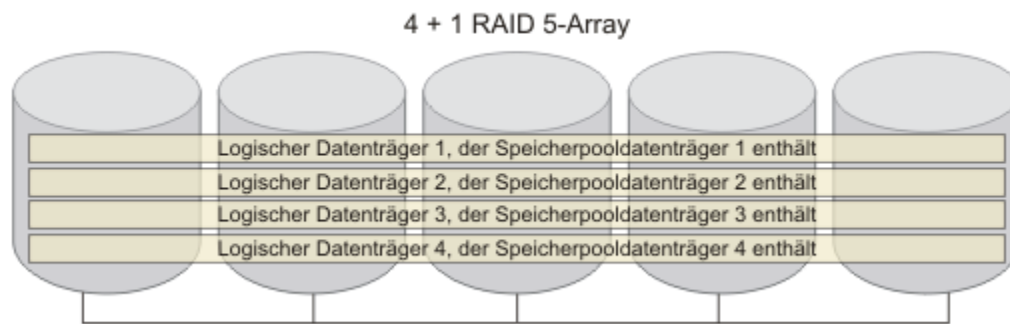 4 + 1 RAID 5-Array
Logischer Datenträger 1, der Speicherpooldatenträger 1 enthält
Logischer Datenträger 2, der Speicherpooldatenträger 2 enthält
Logischer Datenträger 3, der Speicherpooldatenträger 3 enthält
Logischer Datenträger 4, der Speicherpooldatenträger 4 enthält